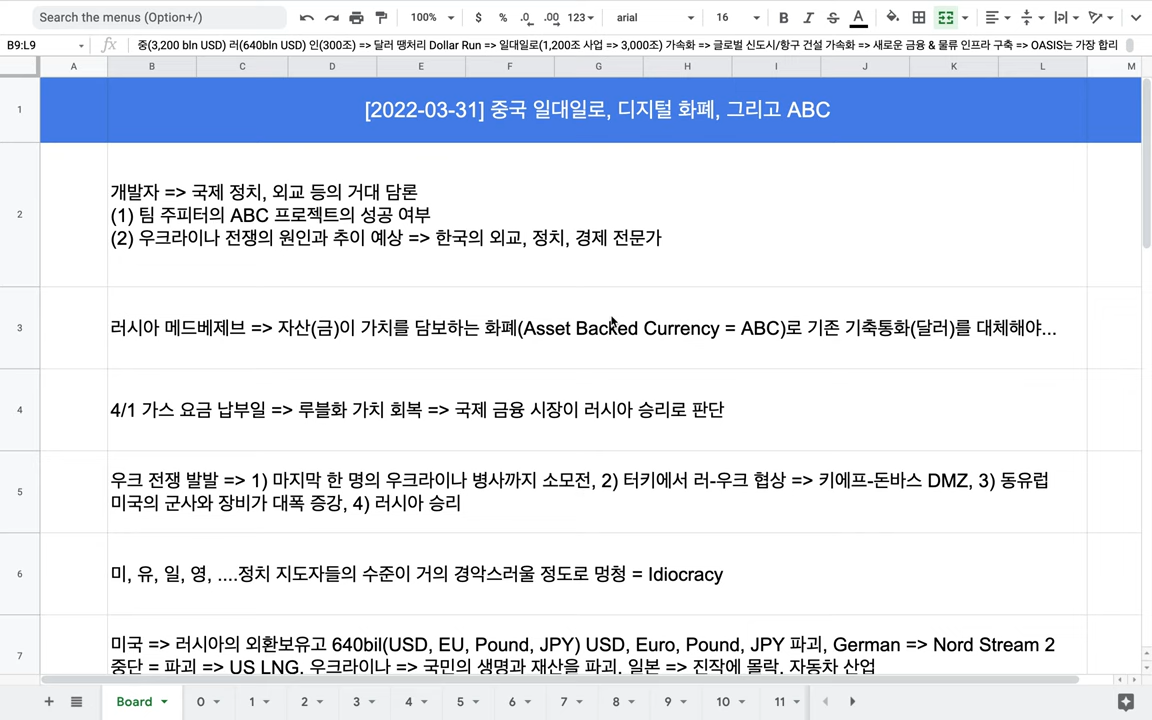 Search the menus (Option+/)
100%
$ % .0 .00 123
arial
16
B I S A
B9:L9
fx
중(3,200 bln USD) 러(640bln USD) 인(300조) => 달러 땡처리 Dollar Run => 일대일로(1,200조 사업 => 3,000조) 가속화 => 글로벌 신도시/항구 건설 가속화 => 새로운 금융 & 물류 인프라 구축 => OASIS는 가장 합리
A B C D E F G H I J K L M
1
[2022-03-31] 중국 일대일로, 디지털 화폐, 그리고 ABC
2
개발자 => 국제 정치, 외교 등의 거대 담론
(1) 팀 주피터의 ABC 프로젝트의 성공 여부
(2) 우크라이나 전쟁의 원인과 추이 예상 => 한국의 외교, 정치, 경제 전문가
3
러시아 메드베제브 => 자산(금)이 가치를 담보하는 화폐(Asset Backed Currency = ABC)로 기존 기축통화(달러)를 대체해야...
4
4/1 가스 요금 납부일 => 루블화 가치 회복 => 국제 금융 시장이 러시아 승리로 판단
5
우크 전쟁 발발 => 1) 마지막 한 명의 우크라이나 병사까지 소모전, 2) 터키에서 러-우크 협상 => 키에프-돈바스 DMZ, 3) 동유럽
미국의 군사와 장비가 대폭 증강, 4) 러시아 승리
6
미, 유, 일, 영, ....정치 지도자들의 수준이 거의 경악스러울 정도로 멍청 = Idiocracy
7
미국 => 러시아의 외환보유고 640bil(USD, EU, Pound, JPY) USD, Euro, Pound, JPY 파괴, German => Nord Stream 2
중단 = 파괴 => US LNG. 우크라이나 => 국민의 생명과 재산을 파괴. 일본 => 진작에 몰락. 자동차 산업
+ Board 0 1 2 3 4 5 6 7 8 9 10 11